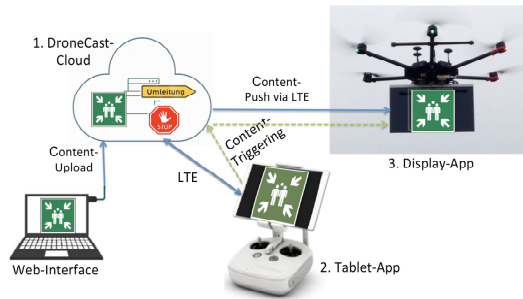 1. DroneCast-
Cloud
Umleitung
STOP
Content-
Push via LTE
Content-
Triggering
3. Display-App
Content-
Upload
LTE
2. Tablet-App
Web-Interface